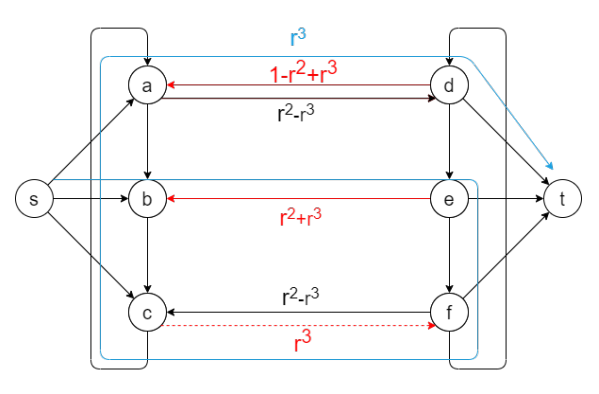 r³
1-r²+r³
a d
r²-r³
s b e t
r²+r³
r²-r³
c f
r³